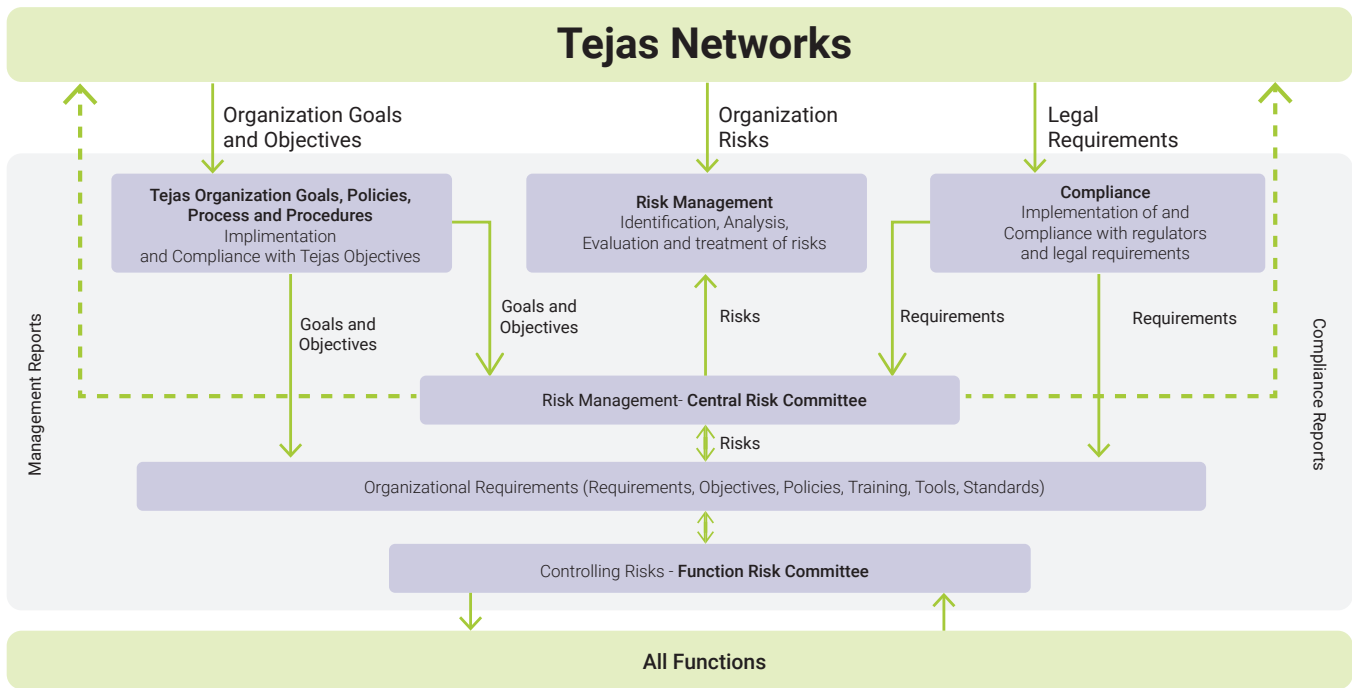 Tejas Networks
Organization Goals
and Objectives
Organization
Risks
Legal
Requirements
Tejas Organization Goals, Policies,
Process and Procedures
Implimentation
and Compliance with Tejas Objectives
Risk Management
Identification, Analysis,
Evaluation and treatment of risks
Compliance
Implementation of and
Compliance with regulators
and legal requirements
Management Reports
Goals and
Objectives
Goals and
Objectives
Risks
Requirements
Requirements
Compliance Reports
Risk Management- Central Risk Committee
Risks
Organizational Requirements (Requirements, Objectives, Policies, Training, Tools, Standards)
Controlling Risks - Function Risk Committee
All Functions